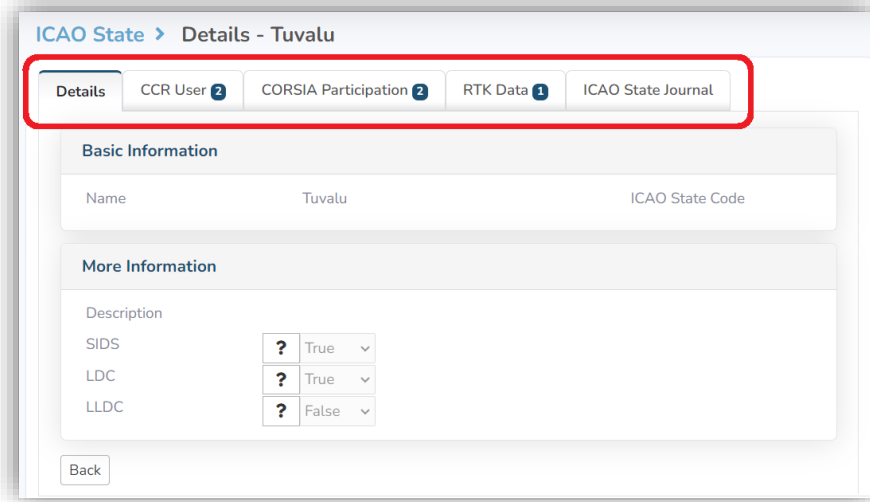 ICAO State > Details - Tuvalu
Details CCR User 2 CORSIA Participation 2 RTK Data 1 ICAO State Journal
Basic Information
Name Tuvalu ICAO State Code
More Information
Description
SIDS ? True
LDC ? True
LLDC ? False
Back